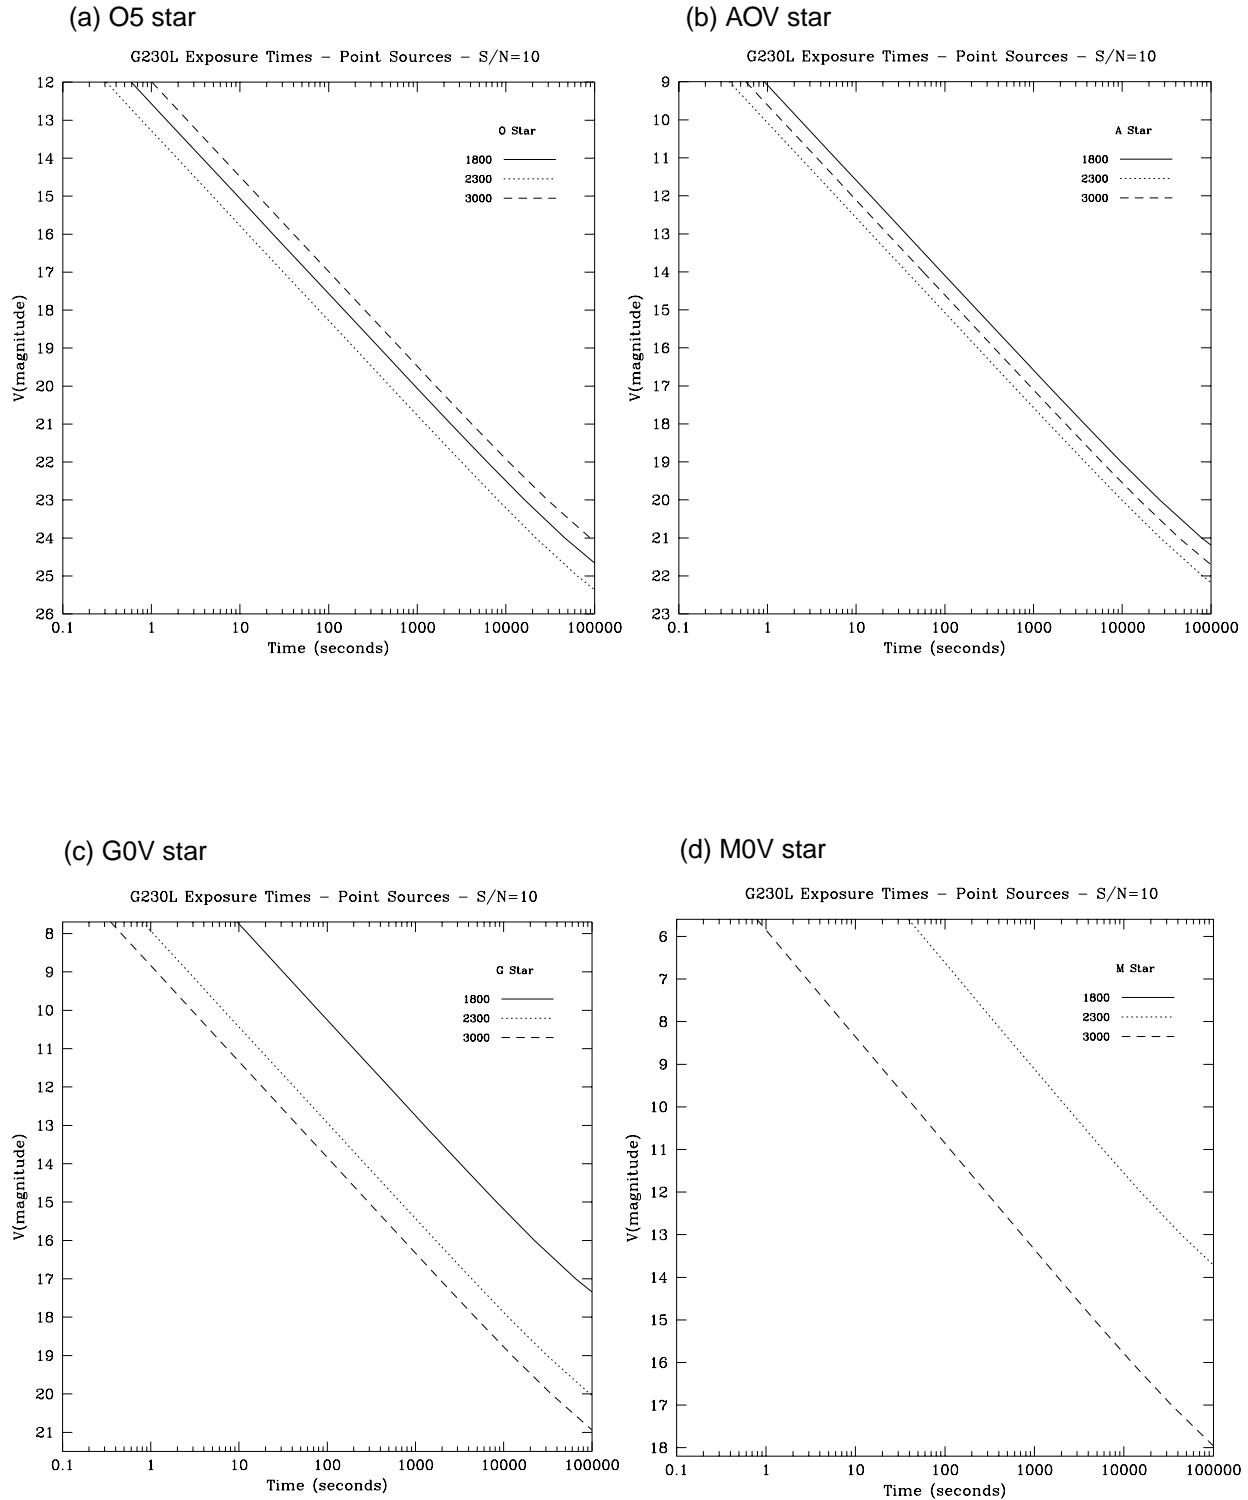 (a) O5 star
G230L Exposure Times – Point Sources – S/N=10
12
13
14
15
16
17
18
19
20
21
22
23
24
25
26
V(magnitude)
O Star
1800
2300
3000
0.1 1 10 100 1000 10000 100000
Time (seconds)
(b) AOV star
G230L Exposure Times – Point Sources – S/N=10
9
10
11
12
13
14
15
16
17
18
19
20
21
22
23
V(magnitude)
A Star
1800
2300
3000
0.1 1 10 100 1000 10000 100000
Time (seconds)
(c) G0V star
G230L Exposure Times – Point Sources – S/N=10
8
9
10
11
12
13
14
15
16
17
18
19
20
21
V(magnitude)
G Star
1800
2300
3000
0.1 1 10 100 1000 10000 100000
Time (seconds)
(d) M0V star
G230L Exposure Times – Point Sources – S/N=10
6
7
8
9
10
11
12
13
14
15
16
17
18
V(magnitude)
M Star
1800
2300
3000
0.1 1 10 100 1000 10000 100000
Time (seconds)